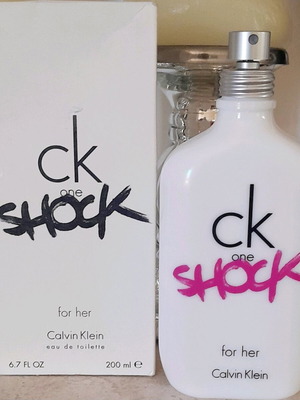 ck
one
SHOCK
for her
Calvin Klein
eau de toilette
6.7 FL OZ 200 ml e
ck
one
SHOCK
for her
Calvin Klein